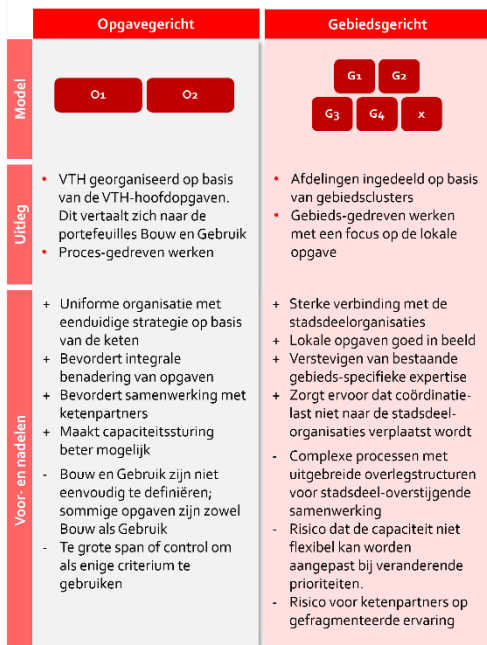 Opgavegericht
Gebiedsgericht
Model
O1
O2
G1
G2
G3
G4
x
Uitleg
• VTH georganiseerd op basis
van de VTH-hoofdopgaven.
Dit vertaalt zich naar de
portefeuilles Bouw en Gebruik
• Proces-gedreven werken
• Afdelingen ingedeeld op basis
van gebiedsclusters
• Gebieds-gedreven werken
met een focus op de lokale
opgave
Voor- en nadelen
+ Uniforme organisatie met
eenduidige strategie op basis
van de keten
+ Bevordert integrale
benadering van opgaven
+ Bevordert samenwerking met
ketenpartners
+ Maakt capaciteitssturing
beter mogelijk
- Bouw en Gebruik zijn niet
eenvoudig te definiëren;
sommige opgaven zijn zowel
Bouw als Gebruik
- Te grote span of control om
als enige criterium te
gebruiken
+ Sterke verbinding met de
stadsdeelorganisaties
+ Lokale opgaven goed in beeld
+ Verstevigen van bestaande
gebieds-specifieke expertise
+ Zorgt ervoor dat coördinatie-
last niet naar de stadsdeel-
organisaties verplaatst wordt
- Complexe processen met
uitgebreide overlegstructuren
voor stadsdeel-overstijgende
samenwerking
- Risico dat de capaciteit niet
flexibel kan worden
aangepast bij veranderende
prioriteiten.
- Risico voor ketenpartners op
gefragmenteerde ervaring